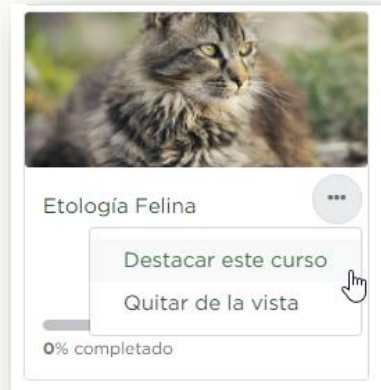 Etología Felina
Destacar este curso
Quitar de la vista
0% completado